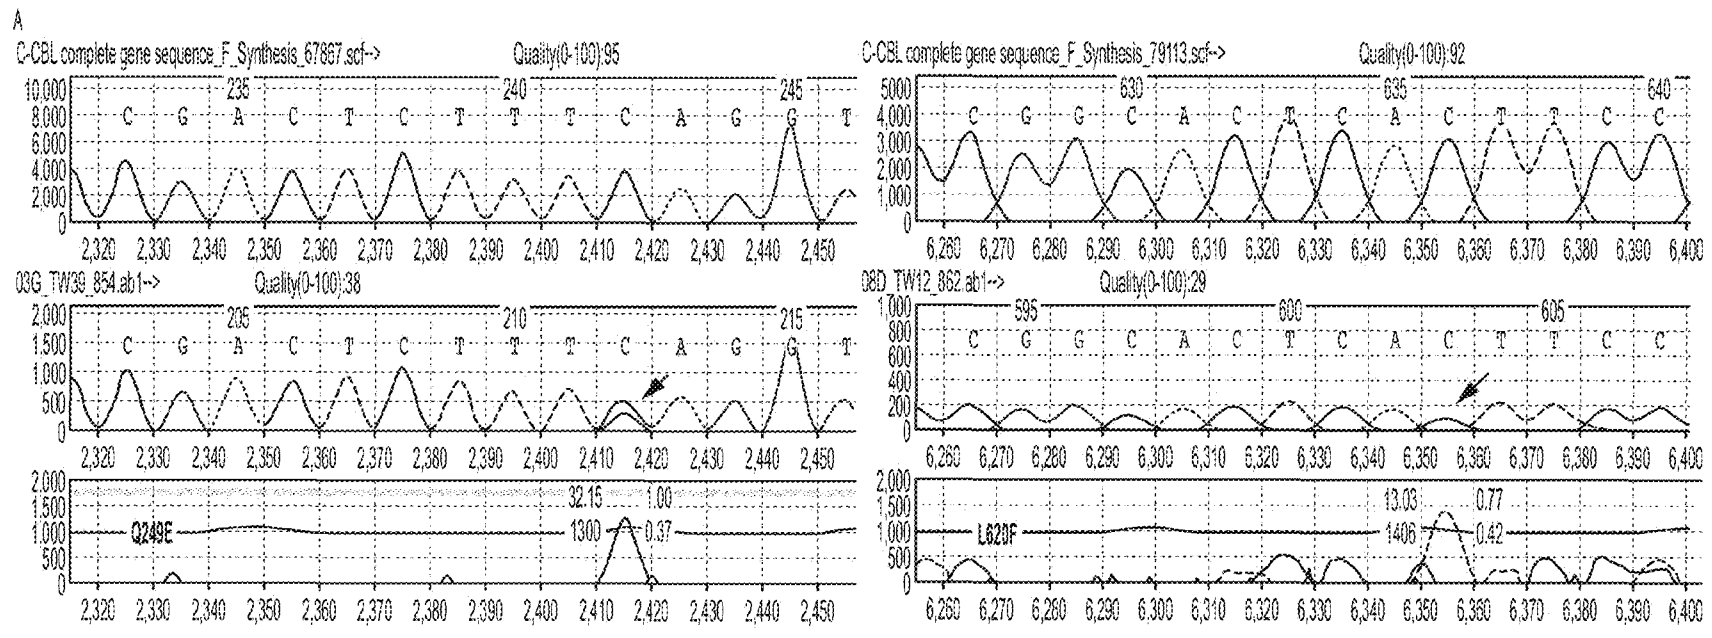 A
C-CBL complete gene sequence_F_Synthesis_67867.scf--> Quality(0-100):95
10,000 8,000 6,000 4,000 2,000 0
235 240 245
C G A C T C T T T C A G G T
2,320 2,330 2,340 2,350 2,360 2,370 2,380 2,390 2,400 2,410 2,420 2,430 2,440 2,450
03G_TW39_854.ab1--> Quality(0-100):38
2,000 1,500 1,000 500 0
205 210 215
C G A C T C T T T C A G G T
2,320 2,330 2,340 2,350 2,360 2,370 2,380 2,390 2,400 2,410 2,420 2,430 2,440 2,450
2,000 1,500 1,000 500 0
32.15 1.00
Q249E 1300 0.37
2,320 2,330 2,340 2,350 2,360 2,370 2,380 2,390 2,400 2,410 2,420 2,430 2,440 2,450
C-CBL complete gene sequence_F_Synthesis_79113.scf--> Quality(0-100):92
5000 4,000 3,000 2,000 1,000 0
630 635 640
C G G C A C T C A C T T C C
6,260 6,270 6,280 6,290 6,300 6,310 6,320 6,330 6,340 6,350 6,360 6,370 6,380 6,390 6,400
08D_TW12_862.ab1--> Quality(0-100):29
1,000 800 600 400 200 0
595 600 605
C G G C A C T C A C T T C C
6,260 6,270 6,280 6,290 6,300 6,310 6,320 6,330 6,340 6,350 6,360 6,370 6,380 6,390 6,400
2,000 1,500 1,000 500 0
13.03 0.77
L620F 1406 0.42
6,260 6,270 6,280 6,290 6,300 6,310 6,320 6,330 6,340 6,350 6,360 6,370 6,380 6,390 6,400